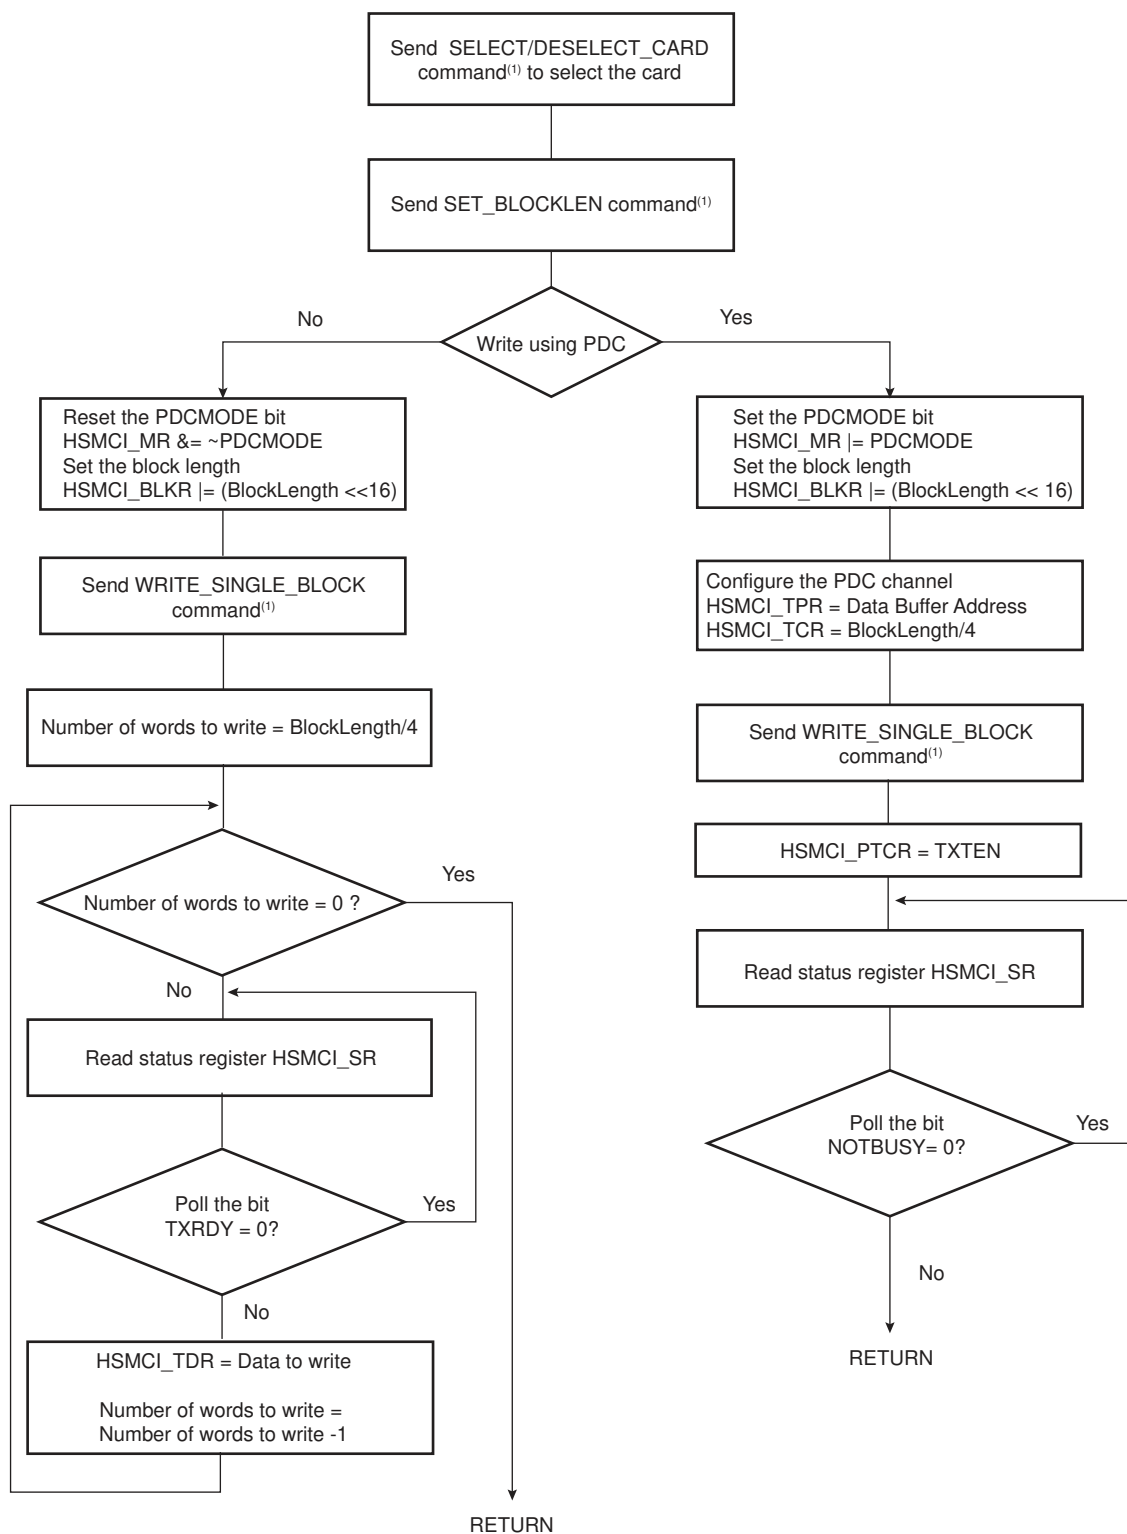 Send  SELECT/DESELECT_CARD
command(1) to select the card
Send SET_BLOCKLEN command(1)
No
Yes
Write using PDC
Reset the PDCMODE bit
HSMCI_MR &= ~PDCMODE
Set the block length
HSMCI_BLKR |= (BlockLength <<16)
Send WRITE_SINGLE_BLOCK
command(1)
Number of words to write = BlockLength/4
Number of words to write = 0 ?
Yes
No
Read status register HSMCI_SR
Poll the bit
TXRDY = 0?
Yes
No
HSMCI_TDR = Data to write
Number of words to write =
Number of words to write -1
RETURN
Set the PDCMODE bit
HSMCI_MR |= PDCMODE
Set the block length
HSMCI_BLKR |= (BlockLength << 16)
Configure the PDC channel
HSMCI_TPR = Data Buffer Address
HSMCI_TCR = BlockLength/4
Send WRITE_SINGLE_BLOCK
command(1)
HSMCI_PTCR = TXTEN
Read status register HSMCI_SR
Poll the bit
NOTBUSY= 0?
Yes
No
RETURN